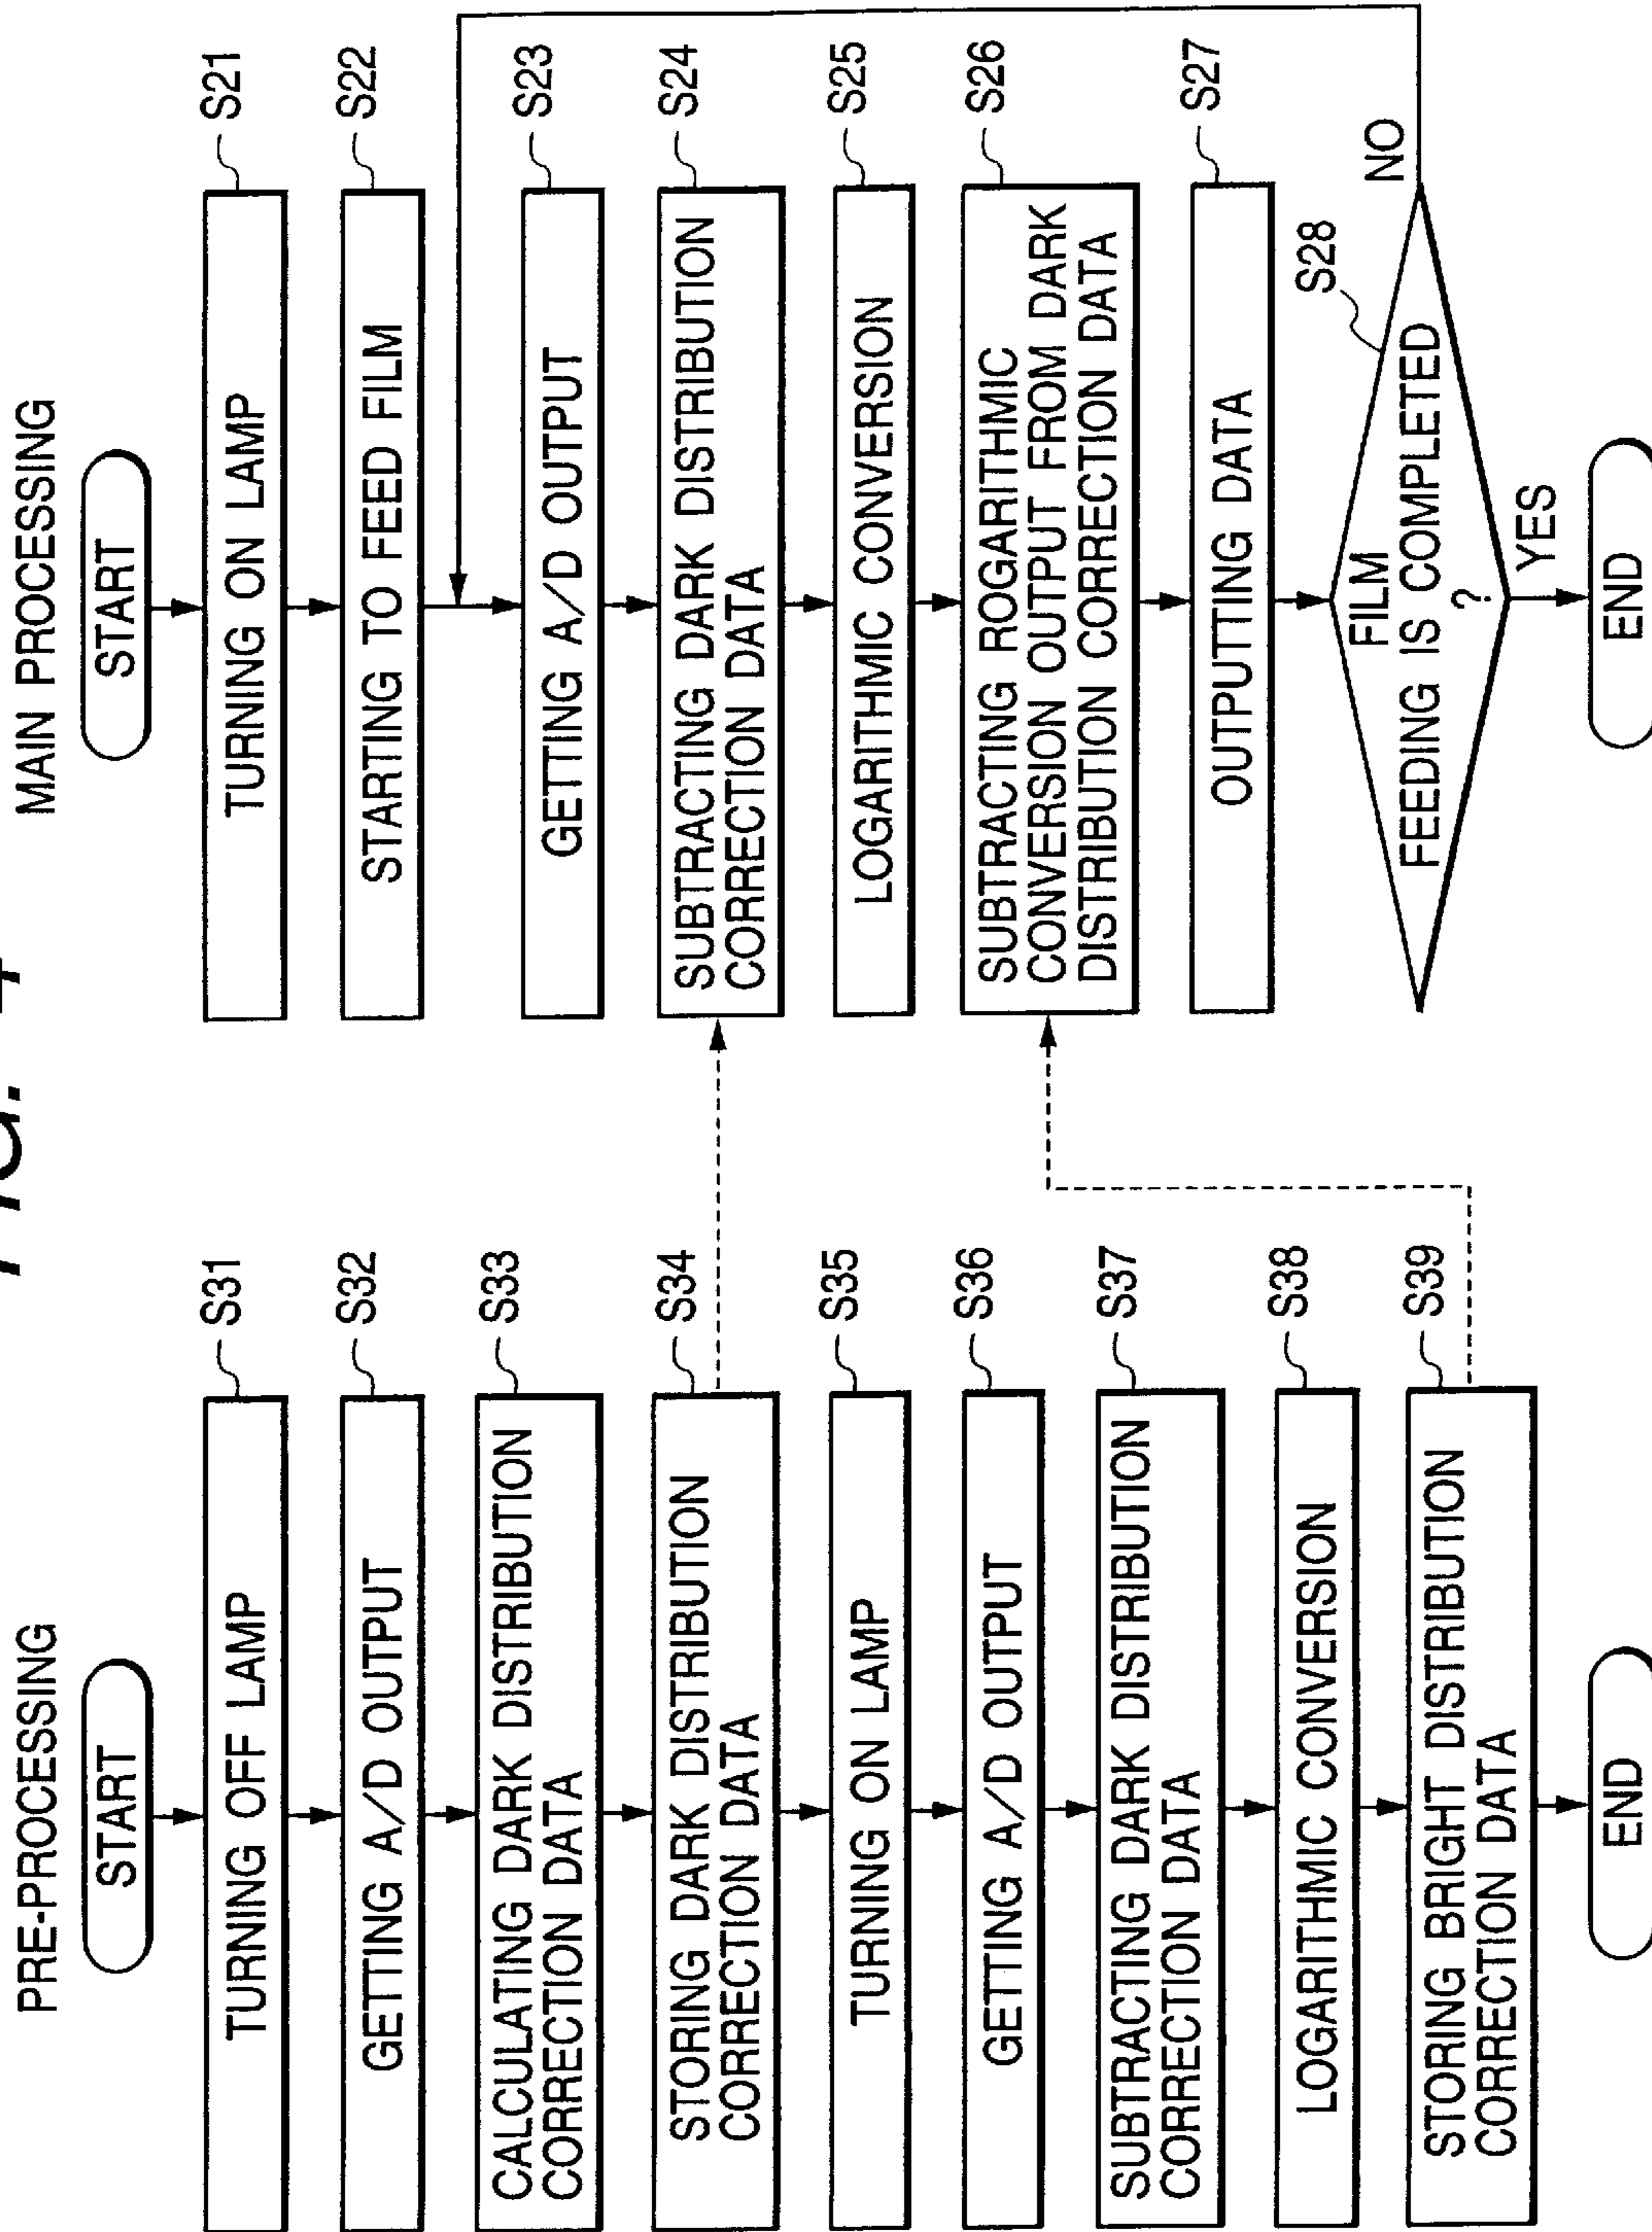 FIG. 4
PRE-PROCESSING
START
TURNING OFF LAMP
S31
GETTING A/D OUTPUT
S32
CALCULATING DARK DISTRIBUTION
CORRECTION DATA
S33
STORING DARK DISTRIBUTION
CORRECTION DATA
S34
TURNING ON LAMP
S35
GETTING A/D OUTPUT
S36
SUBTRACTING DARK DISTRIBUTION
CORRECTION DATA
S37
LOGARITHMIC CONVERSION
S38
STORING BRIGHT DISTRIBUTION
CORRECTION DATA
S39
END
MAIN PROCESSING
START
TURNING ON LAMP
S21
STARTING TO FEED FILM
S22
GETTING A/D OUTPUT
S23
SUBTRACTING DARK DISTRIBUTION
CORRECTION DATA
S24
LOGARITHMIC CONVERSION
S25
SUBTRACTING ROGARITHMIC
CONVERSION OUTPUT FROM DARK
DISTRIBUTION CORRECTION DATA
S26
OUTPUTTING DATA
S27
FILM
FEEDING IS COMPLETED
?
S28
NO
YES
END